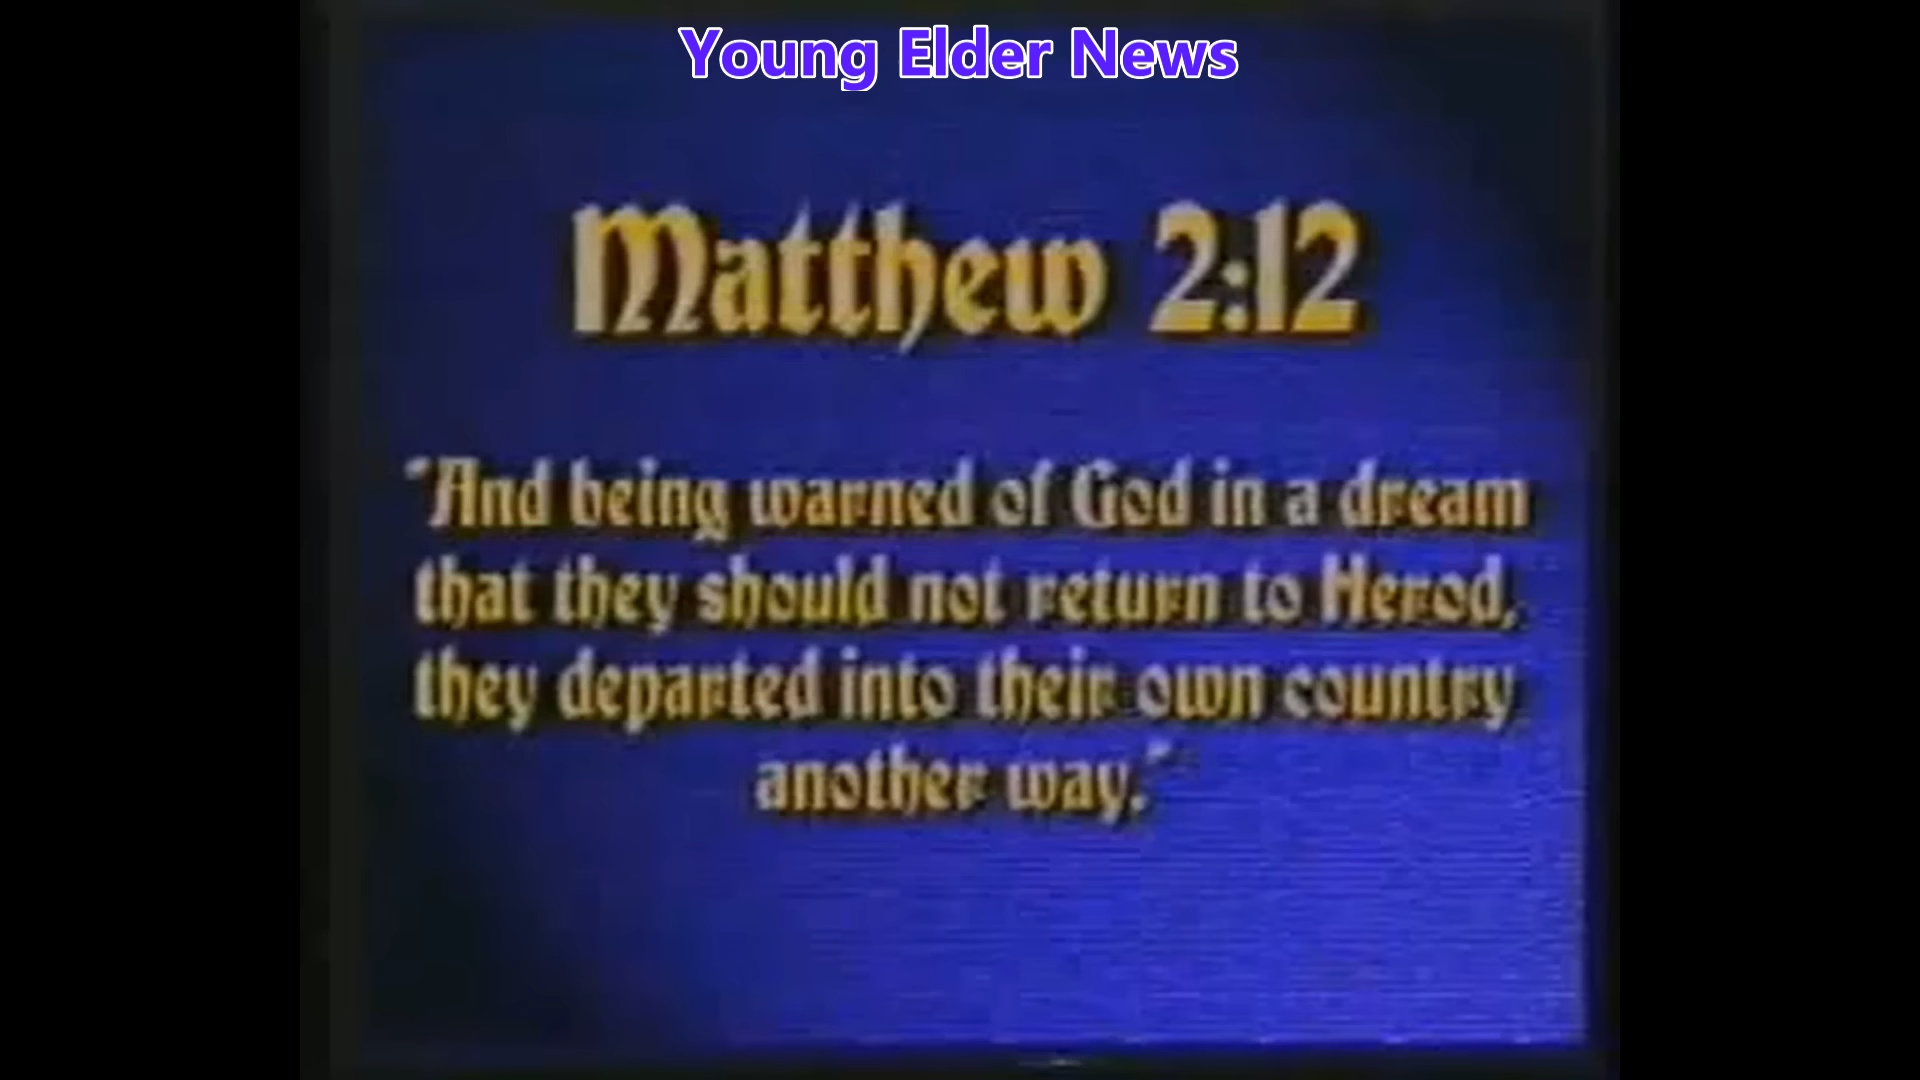 Young Elder News
Matthew 2:12
"And being warned of God in a dream
that they should not return to Herod,
they departed into their own country
another way."